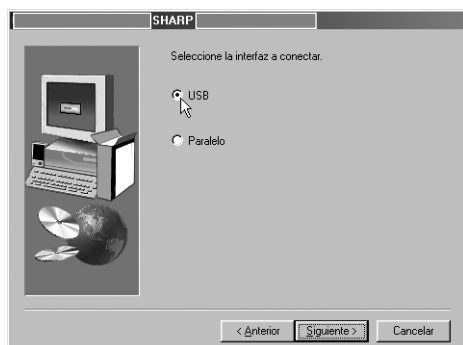 SHARP
Seleccione la interfaz a conectar.
USB
Paralelo
< Anterior
Siguiente >
Cancelar